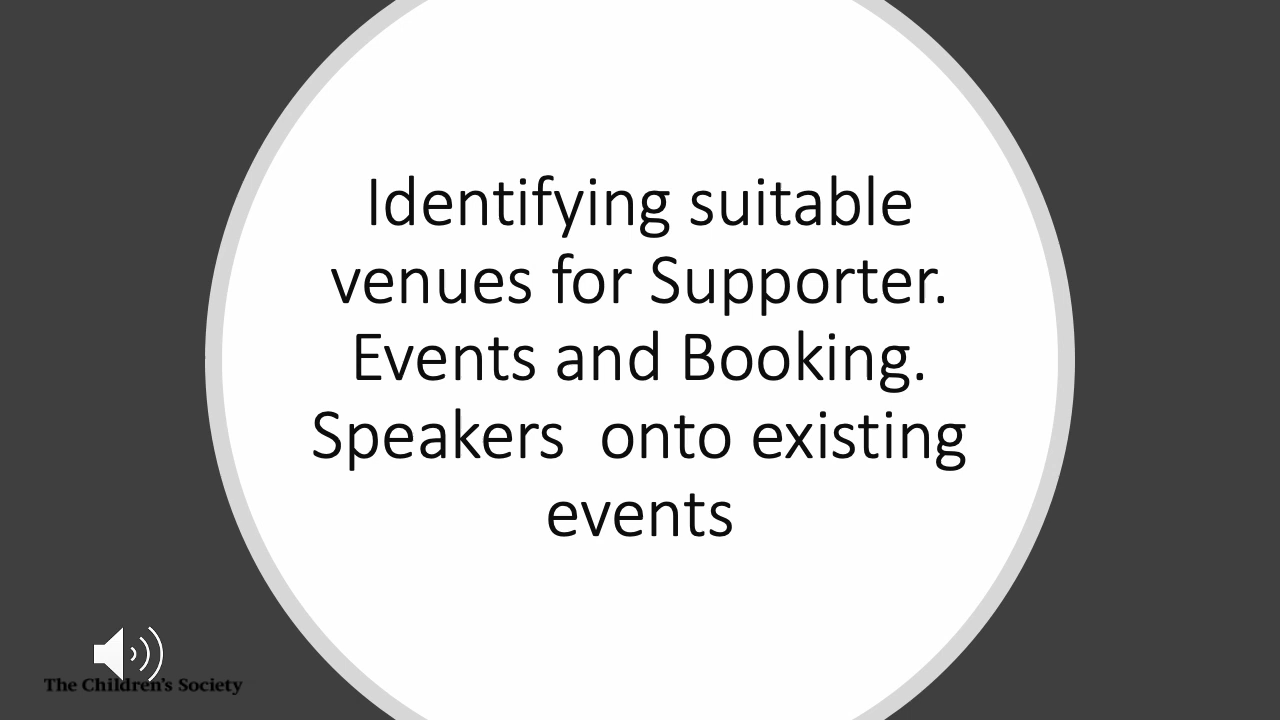 Identifying suitable
venues for Supporter.
Events and Booking.
Speakers  onto existing
events
The Children's Society